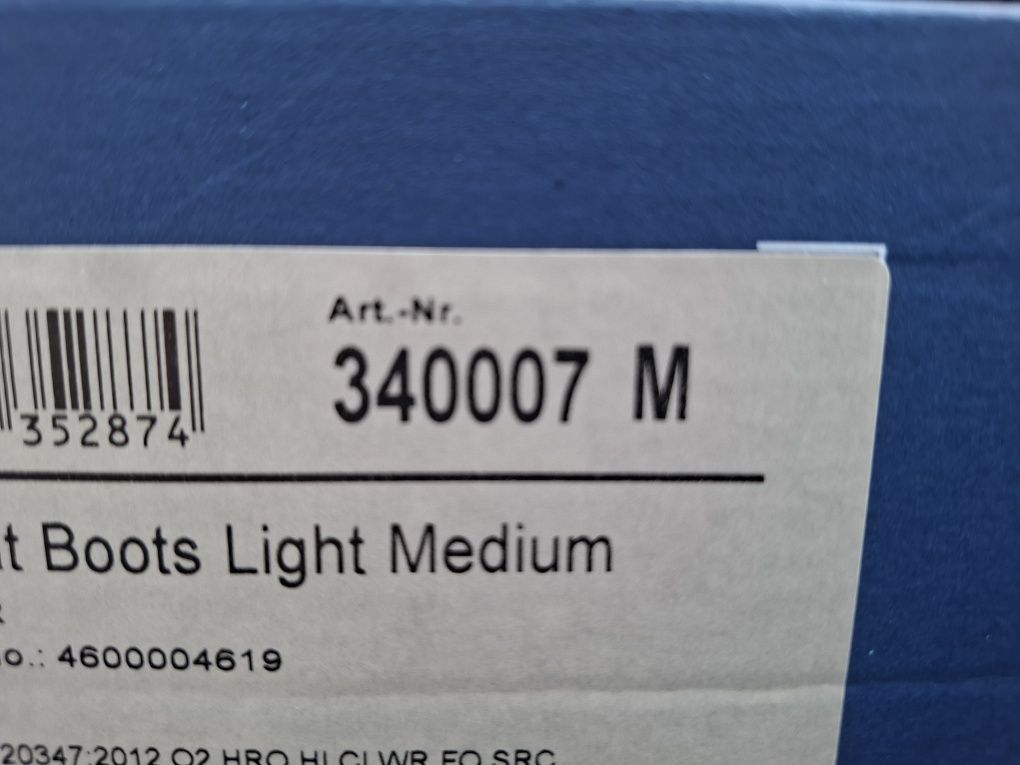 Art.-Nr.
340007 M
352874
Boots Light Medium
4600004619
20347:2012 O2 HRO HI CI WR FO SRC